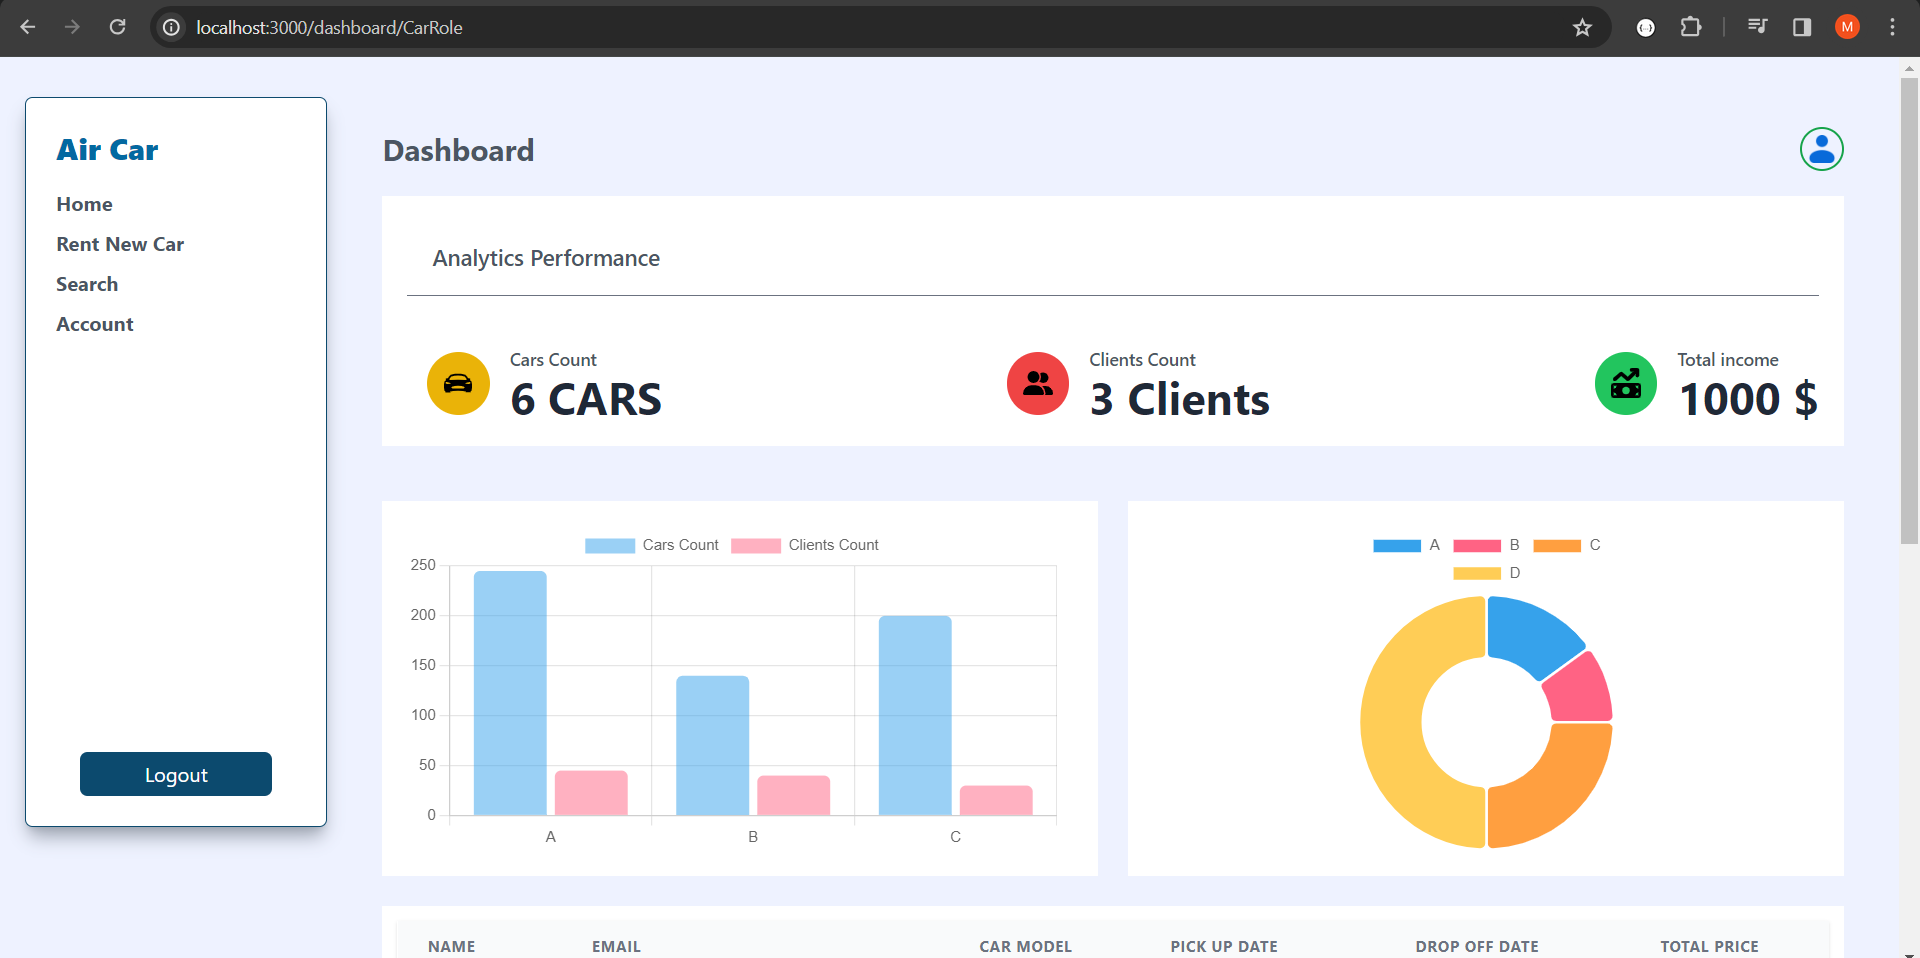 localhost:3000/dashboard/CarRole
M
Air Car
Home
Rent New Car
Search
Account
Logout
Dashboard
Analytics Performance
Cars Count
6 CARS
Clients Count
3 Clients
Total income
1000 $
Cars Count Clients Count
250
200
150
100
50
0
A B C
A B C
D
NAME EMAIL CAR MODEL PICK UP DATE DROP OFF DATE TOTAL PRICE